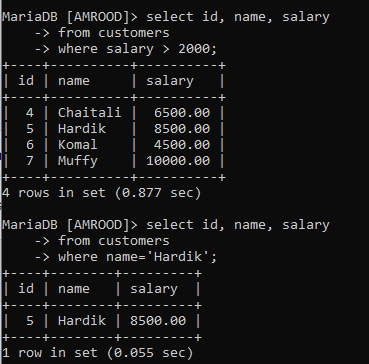 MariaDB [AMROOD]> select id, name, salary
    -> from customers
    -> where salary > 2000;
+----+----------+----------+
| id | name     | salary   |
+----+----------+----------+
|  4 | Chaitali |  6500.00 |
|  5 | Hardik   |  8500.00 |
|  6 | Komal    |  4500.00 |
|  7 | Muffy    | 10000.00 |
+----+----------+----------+
4 rows in set (0.877 sec)

MariaDB [AMROOD]> select id, name, salary
    -> from customers
    -> where name='Hardik';
+----+--------+---------+
| id | name   | salary  |
+----+--------+---------+
|  5 | Hardik | 8500.00 |
+----+--------+---------+
1 row in set (0.055 sec)